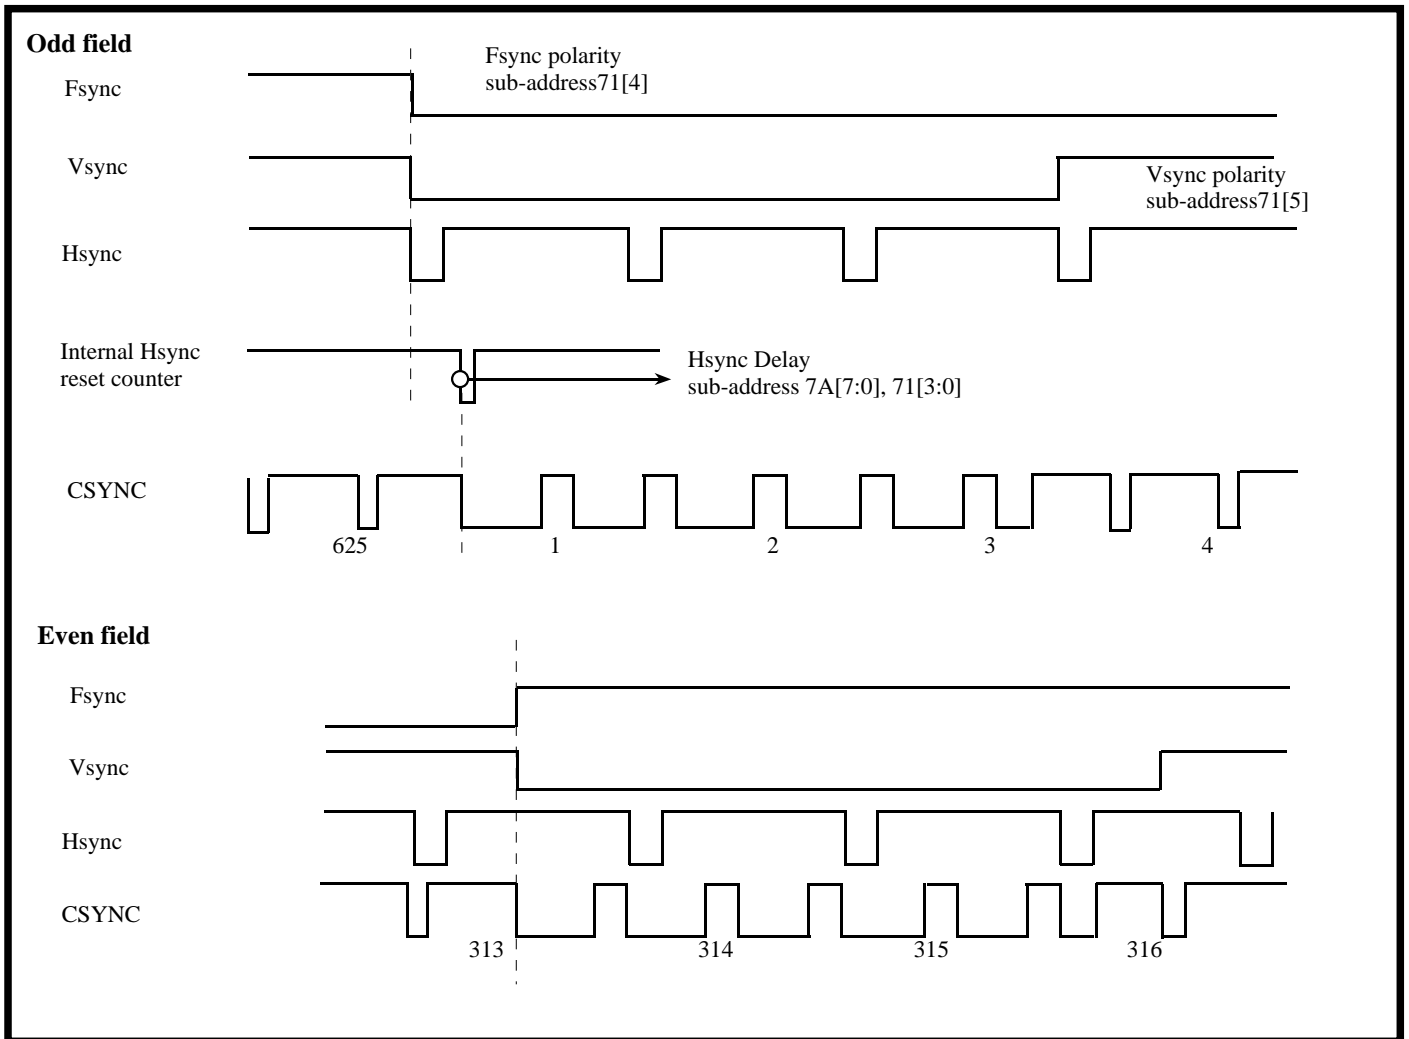 Odd field
Fsync polarity
sub-address71[4]
Fsync
Vsync
Vsync polarity
sub-address71[5]
Hsync
Internal Hsync
reset counter
Hsync Delay
sub-address 7A[7:0], 71[3:0]
CSYNC
625 1 2 3 4
Even field
Fsync
Vsync
Hsync
CSYNC
313 314 315 316